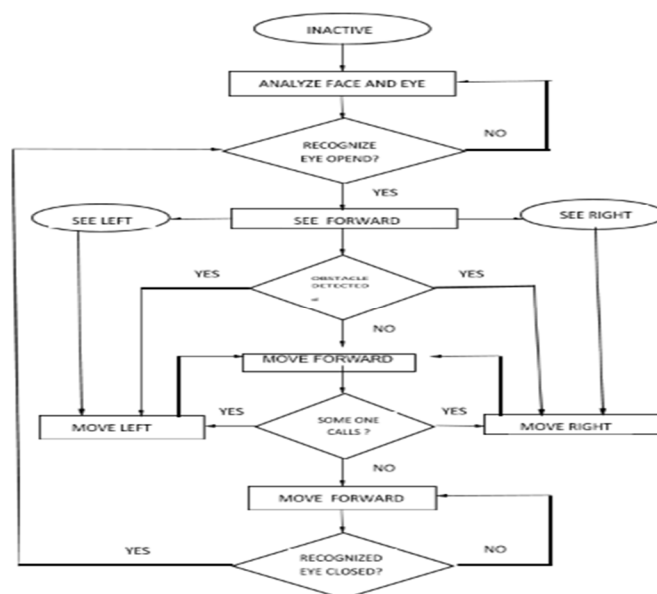 INACTIVE
ANALYZE FACE AND EYE
NO
RECOGNIZE
EYE OPEND?
YES
SEE LEFT
SEE FORWARD
SEE RIGHT
YES
OBSTACLE
DETECTED
YES
NO
MOVE FORWARD
YES
SOME ONE
CALLS ?
YES
MOVE LEFT
MOVE RIGHT
NO
MOVE FORWARD
YES
RECOGNIZED
EYE CLOSED?
NO